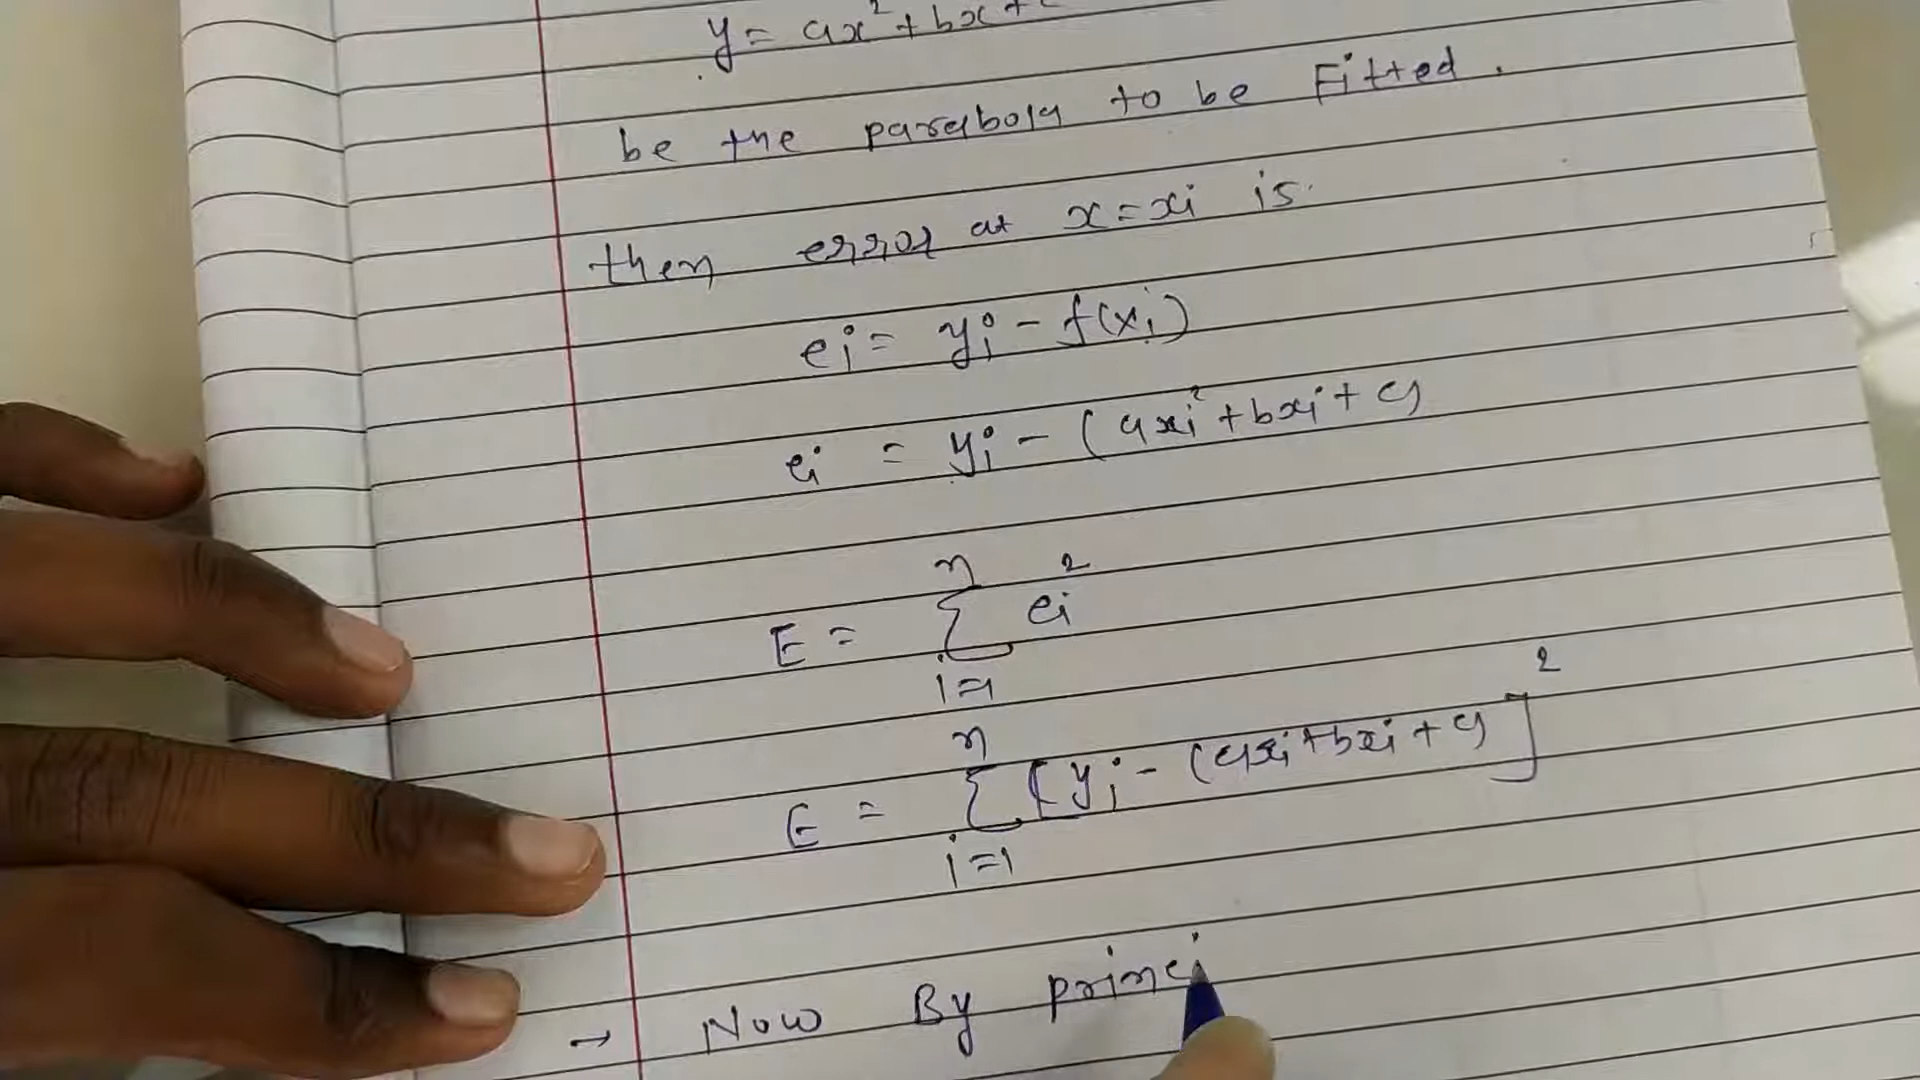 y = ax² + bx +
be the parabola to be Fitted.
then error at x = xi is
ei = yi - f(xi)
ei = yi - (axi² + bxi + c)
n
E = Σ ei²
i=1
n
E = Σ [yi - (axi² + bxi + c)]²
i=1
→ Now By princi